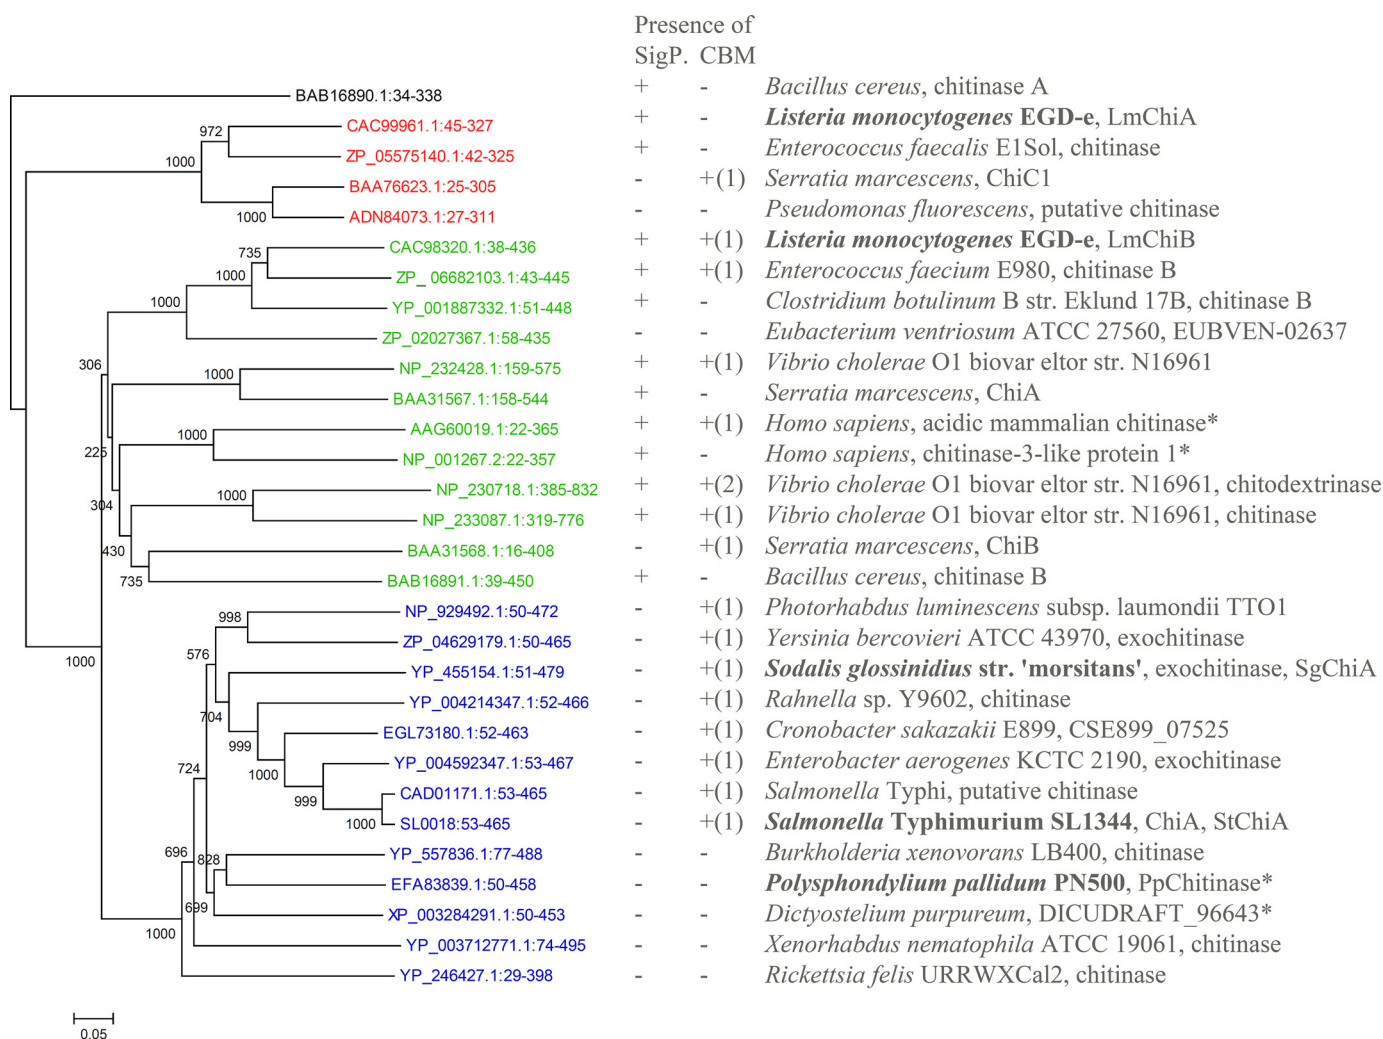 Presence of
SigP. CBM
BAB16890.1:34-338 + - Bacillus cereus, chitinase A
CAC99961.1:45-327 + - Listeria monocytogenes EGD-e, LmChiA
ZP_05575140.1:42-325 + - Enterococcus faecalis E1Sol, chitinase
BAA76623.1:25-305 - +(1) Serratia marcescens, ChiC1
ADN84073.1:27-311 - - Pseudomonas fluorescens, putative chitinase
CAC98320.1:38-436 + +(1) Listeria monocytogenes EGD-e, LmChiB
ZP_ 06682103.1:43-445 + +(1) Enterococcus faecium E980, chitinase B
YP_001887332.1:51-448 + - Clostridium botulinum B str. Eklund 17B, chitinase B
ZP_02027367.1:58-435 - - Eubacterium ventriosum ATCC 27560, EUBVEN-02637
NP_232428.1:159-575 + +(1) Vibrio cholerae O1 biovar eltor str. N16961
BAA31567.1:158-544 + - Serratia marcescens, ChiA
AAG60019.1:22-365 + +(1) Homo sapiens, acidic mammalian chitinase*
NP_001267.2:22-357 + - Homo sapiens, chitinase-3-like protein 1*
NP_230718.1:385-832 + +(2) Vibrio cholerae O1 biovar eltor str. N16961, chitodextrinase
NP_233087.1:319-776 + +(1) Vibrio cholerae O1 biovar eltor str. N16961, chitinase
BAA31568.1:16-408 - +(1) Serratia marcescens, ChiB
BAB16891.1:39-450 + - Bacillus cereus, chitinase B
NP_929492.1:50-472 - +(1) Photorhabdus luminescens subsp. laumondii TTO1
ZP_04629179.1:50-465 - +(1) Yersinia bercovieri ATCC 43970, exochitinase
YP_455154.1:51-479 - +(1) Sodalis glossinidius str. 'morsitans', exochitinase, SgChiA
YP_004214347.1:52-466 - +(1) Rahnella sp. Y9602, chitinase
EGL73180.1:52-463 - +(1) Cronobacter sakazakii E899, CSE899_07525
YP_004592347.1:53-467 - +(1) Enterobacter aerogenes KCTC 2190, exochitinase
CAD01171.1:53-465 - +(1) Salmonella Typhi, putative chitinase
SL0018:53-465 - +(1) Salmonella Typhimurium SL1344, ChiA, StChiA
YP_557836.1:77-488 - - Burkholderia xenovorans LB400, chitinase
EFA83839.1:50-458 - - Polysphondylium pallidum PN500, PpChitinase*
XP_003284291.1:50-453 - - Dictyostelium purpureum, DICUDRAFT_96643*
YP_003712771.1:74-495 - - Xenorhabdus nematophila ATCC 19061, chitinase
YP_246427.1:29-398 - - Rickettsia felis URRWXCal2, chitinase
972
1000
1000
735
1000
1000
306
1000
225
1000
304
1000
430
735
1000
998
576
704
999
1000
999
1000
724
696
828
699
1000
0.05